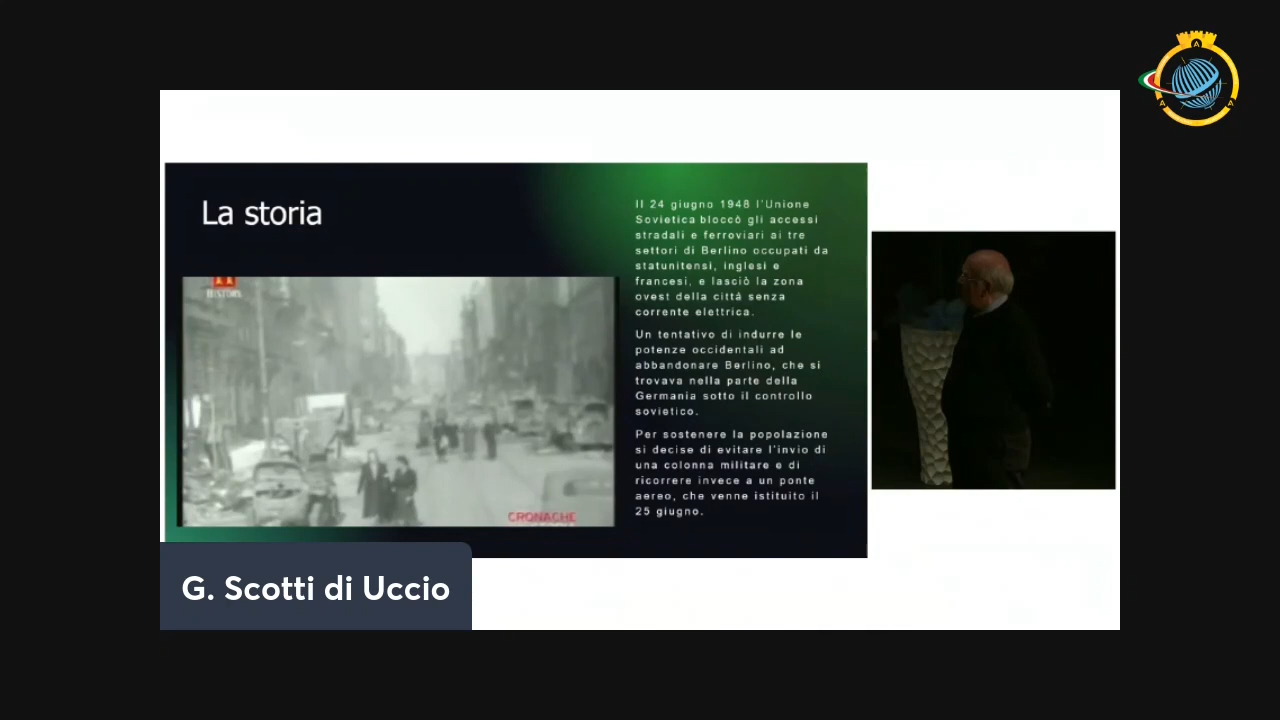 La storia
HISTORY
CRONACHE
Il 24 giugno 1948 l'Unione
Sovietica bloccò gli accessi
stradali e ferroviari ai tre
settori di Berlino occupati da
statunitensi, inglesi e
francesi, e lasciò la zona
ovest della città senza
corrente elettrica.
Un tentativo di indurre le
potenze occidentali ad
abbandonare Berlino, che si
trovava nella parte della
Germania sotto il controllo
sovietico.
Per sostenere la popolazione
si decise di evitare l'invio di
una colonna militare e di
ricorrere invece a un ponte
aereo, che venne istituito il
25 giugno.
G. Scotti di Uccio